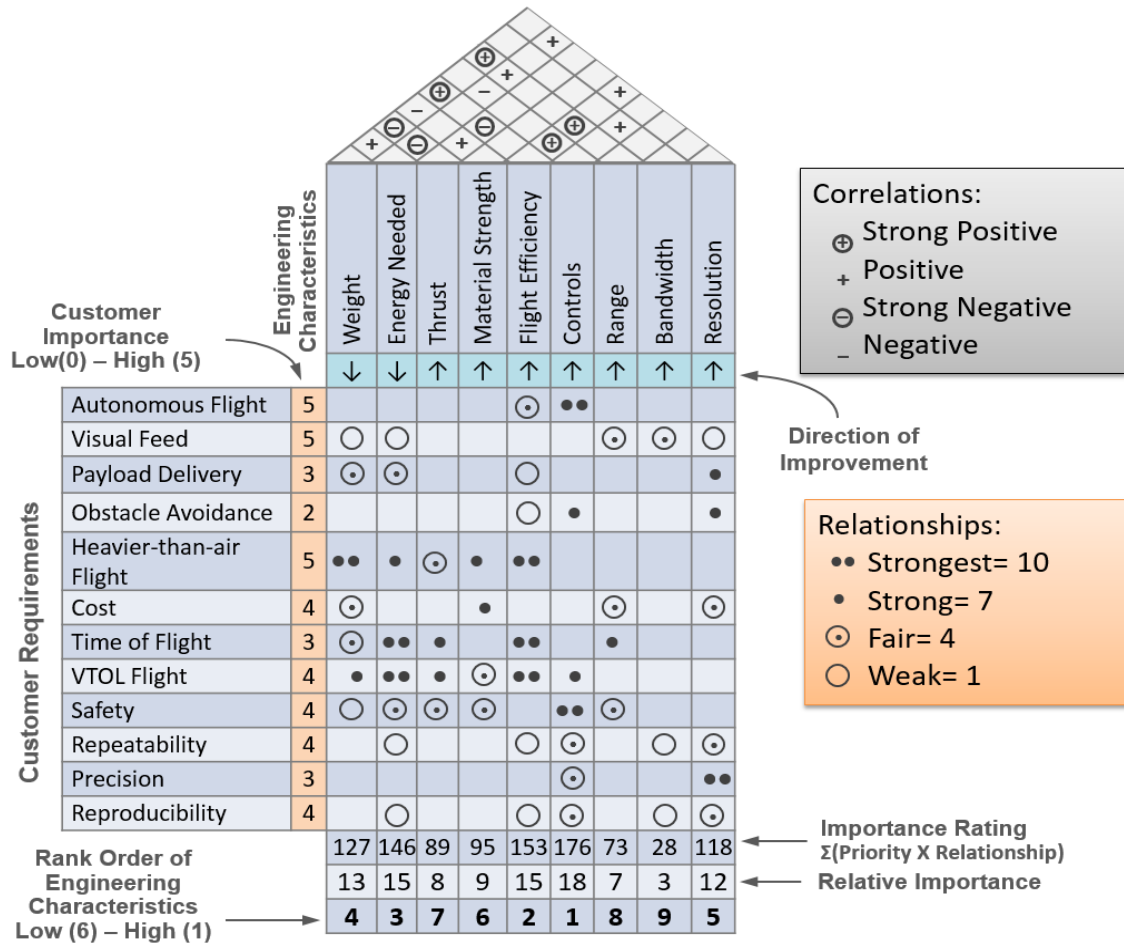 Engineering
Characteristics
Weight
Energy Needed
Thrust
Material Strength
Flight Efficiency
Controls
Range
Bandwidth
Resolution
Correlations:
⊕ Strong Positive
+ Positive
⊖ Strong Negative
– Negative
Customer
Importance
Low(0) – High (5)
↓ ↓ ↑ ↑ ↑ ↑ ↑ ↑ ↑
Direction of
Improvement
Customer Requirements
Autonomous Flight 5
Visual Feed 5
Payload Delivery 3
Obstacle Avoidance 2
Heavier-than-air
Flight 5
Cost 4
Time of Flight 3
VTOL Flight 4
Safety 4
Repeatability 4
Precision 3
Reproducibility 4
Relationships:
•• Strongest= 10
• Strong= 7
⊙ Fair= 4
○ Weak= 1
127 146 89 95 153 176 73 28 118
Importance Rating
Σ(Priority X Relationship)
13 15 8 9 15 18 7 3 12
Relative Importance
4 3 7 6 2 1 8 9 5
Rank Order of
Engineering
Characteristics
Low (6) – High (1)